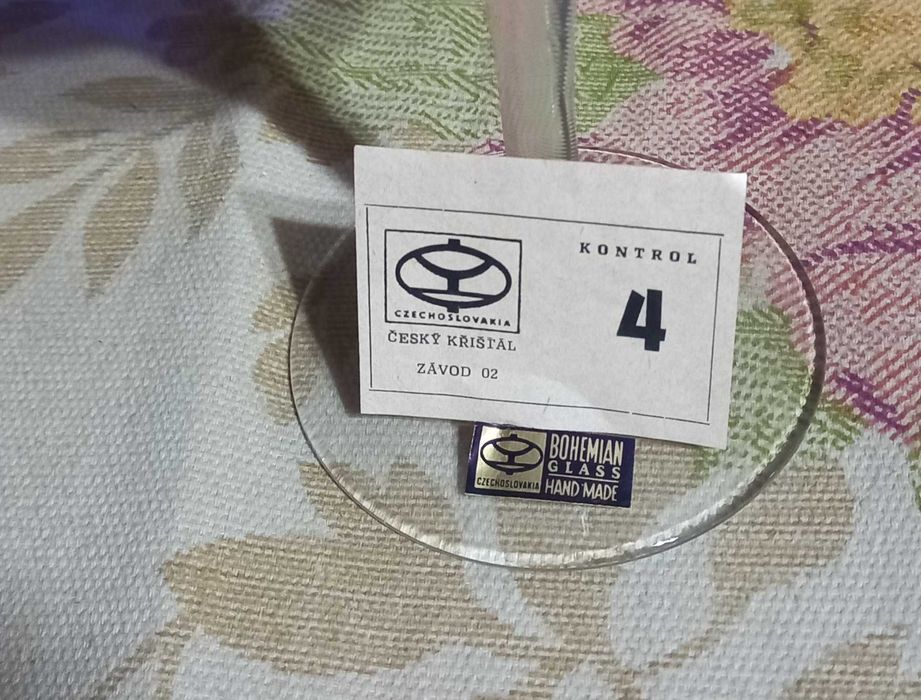 KONTROL
4
CZECHOSLOVAKIA
ČESKÝ KŘIŠŤÁL
ZÁVOD 02
BOHEMIAN
GLASS
HAND MADE
CZECHOSLOVAKIA